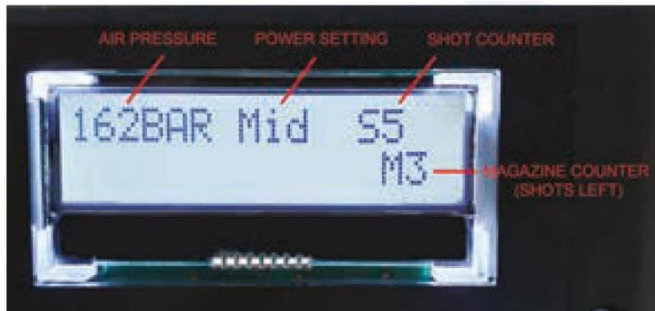 AIR PRESSURE POWER SETTING SHOT COUNTER
162BAR Mid S5
M3
MAGAZINE COUNTER
(SHOTS LEFT)